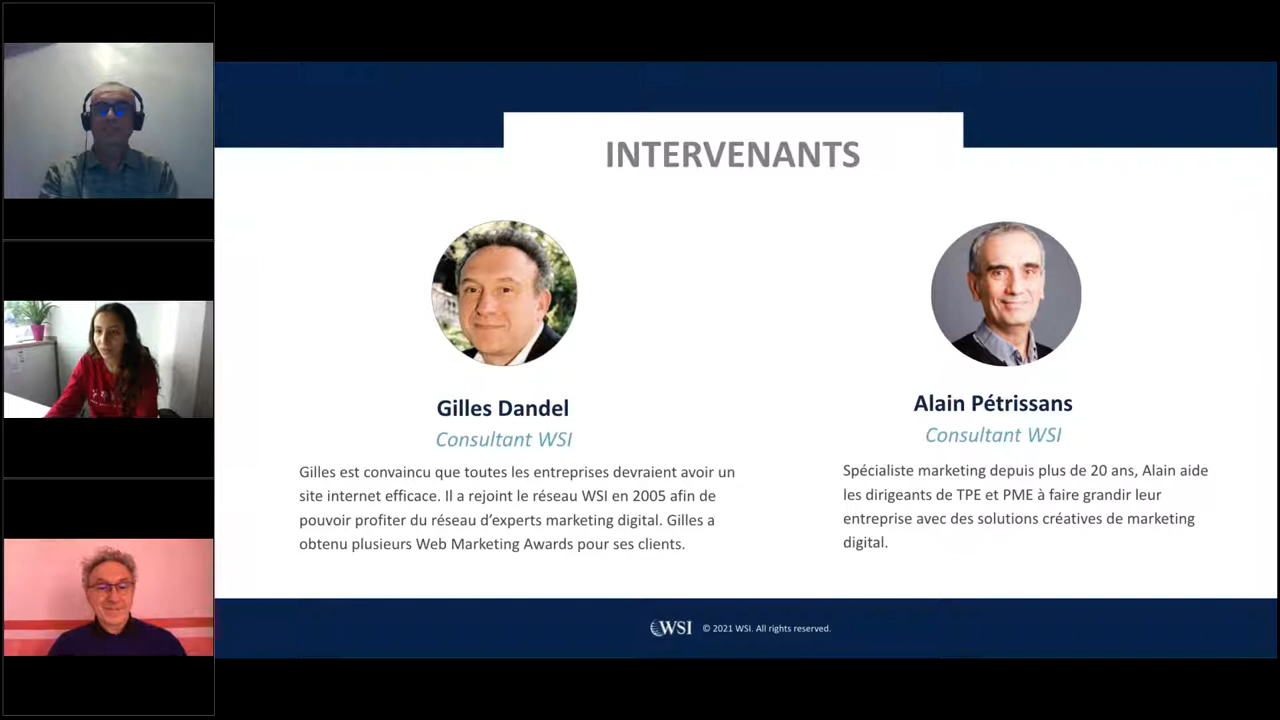 INTERVENANTS
Gilles Dandel
Consultant WSI
Gilles est convaincu que toutes les entreprises devraient avoir un
site internet efficace. Il a rejoint le réseau WSI en 2005 afin de
pouvoir profiter du réseau d’experts marketing digital. Gilles a
obtenu plusieurs Web Marketing Awards pour ses clients.
Alain Pétrissans
Consultant WSI
Spécialiste marketing depuis plus de 20 ans, Alain aide
les dirigeants de TPE et PME à faire grandir leur
entreprise avec des solutions créatives de marketing
digital.
WSI © 2021 WSI. All rights reserved.